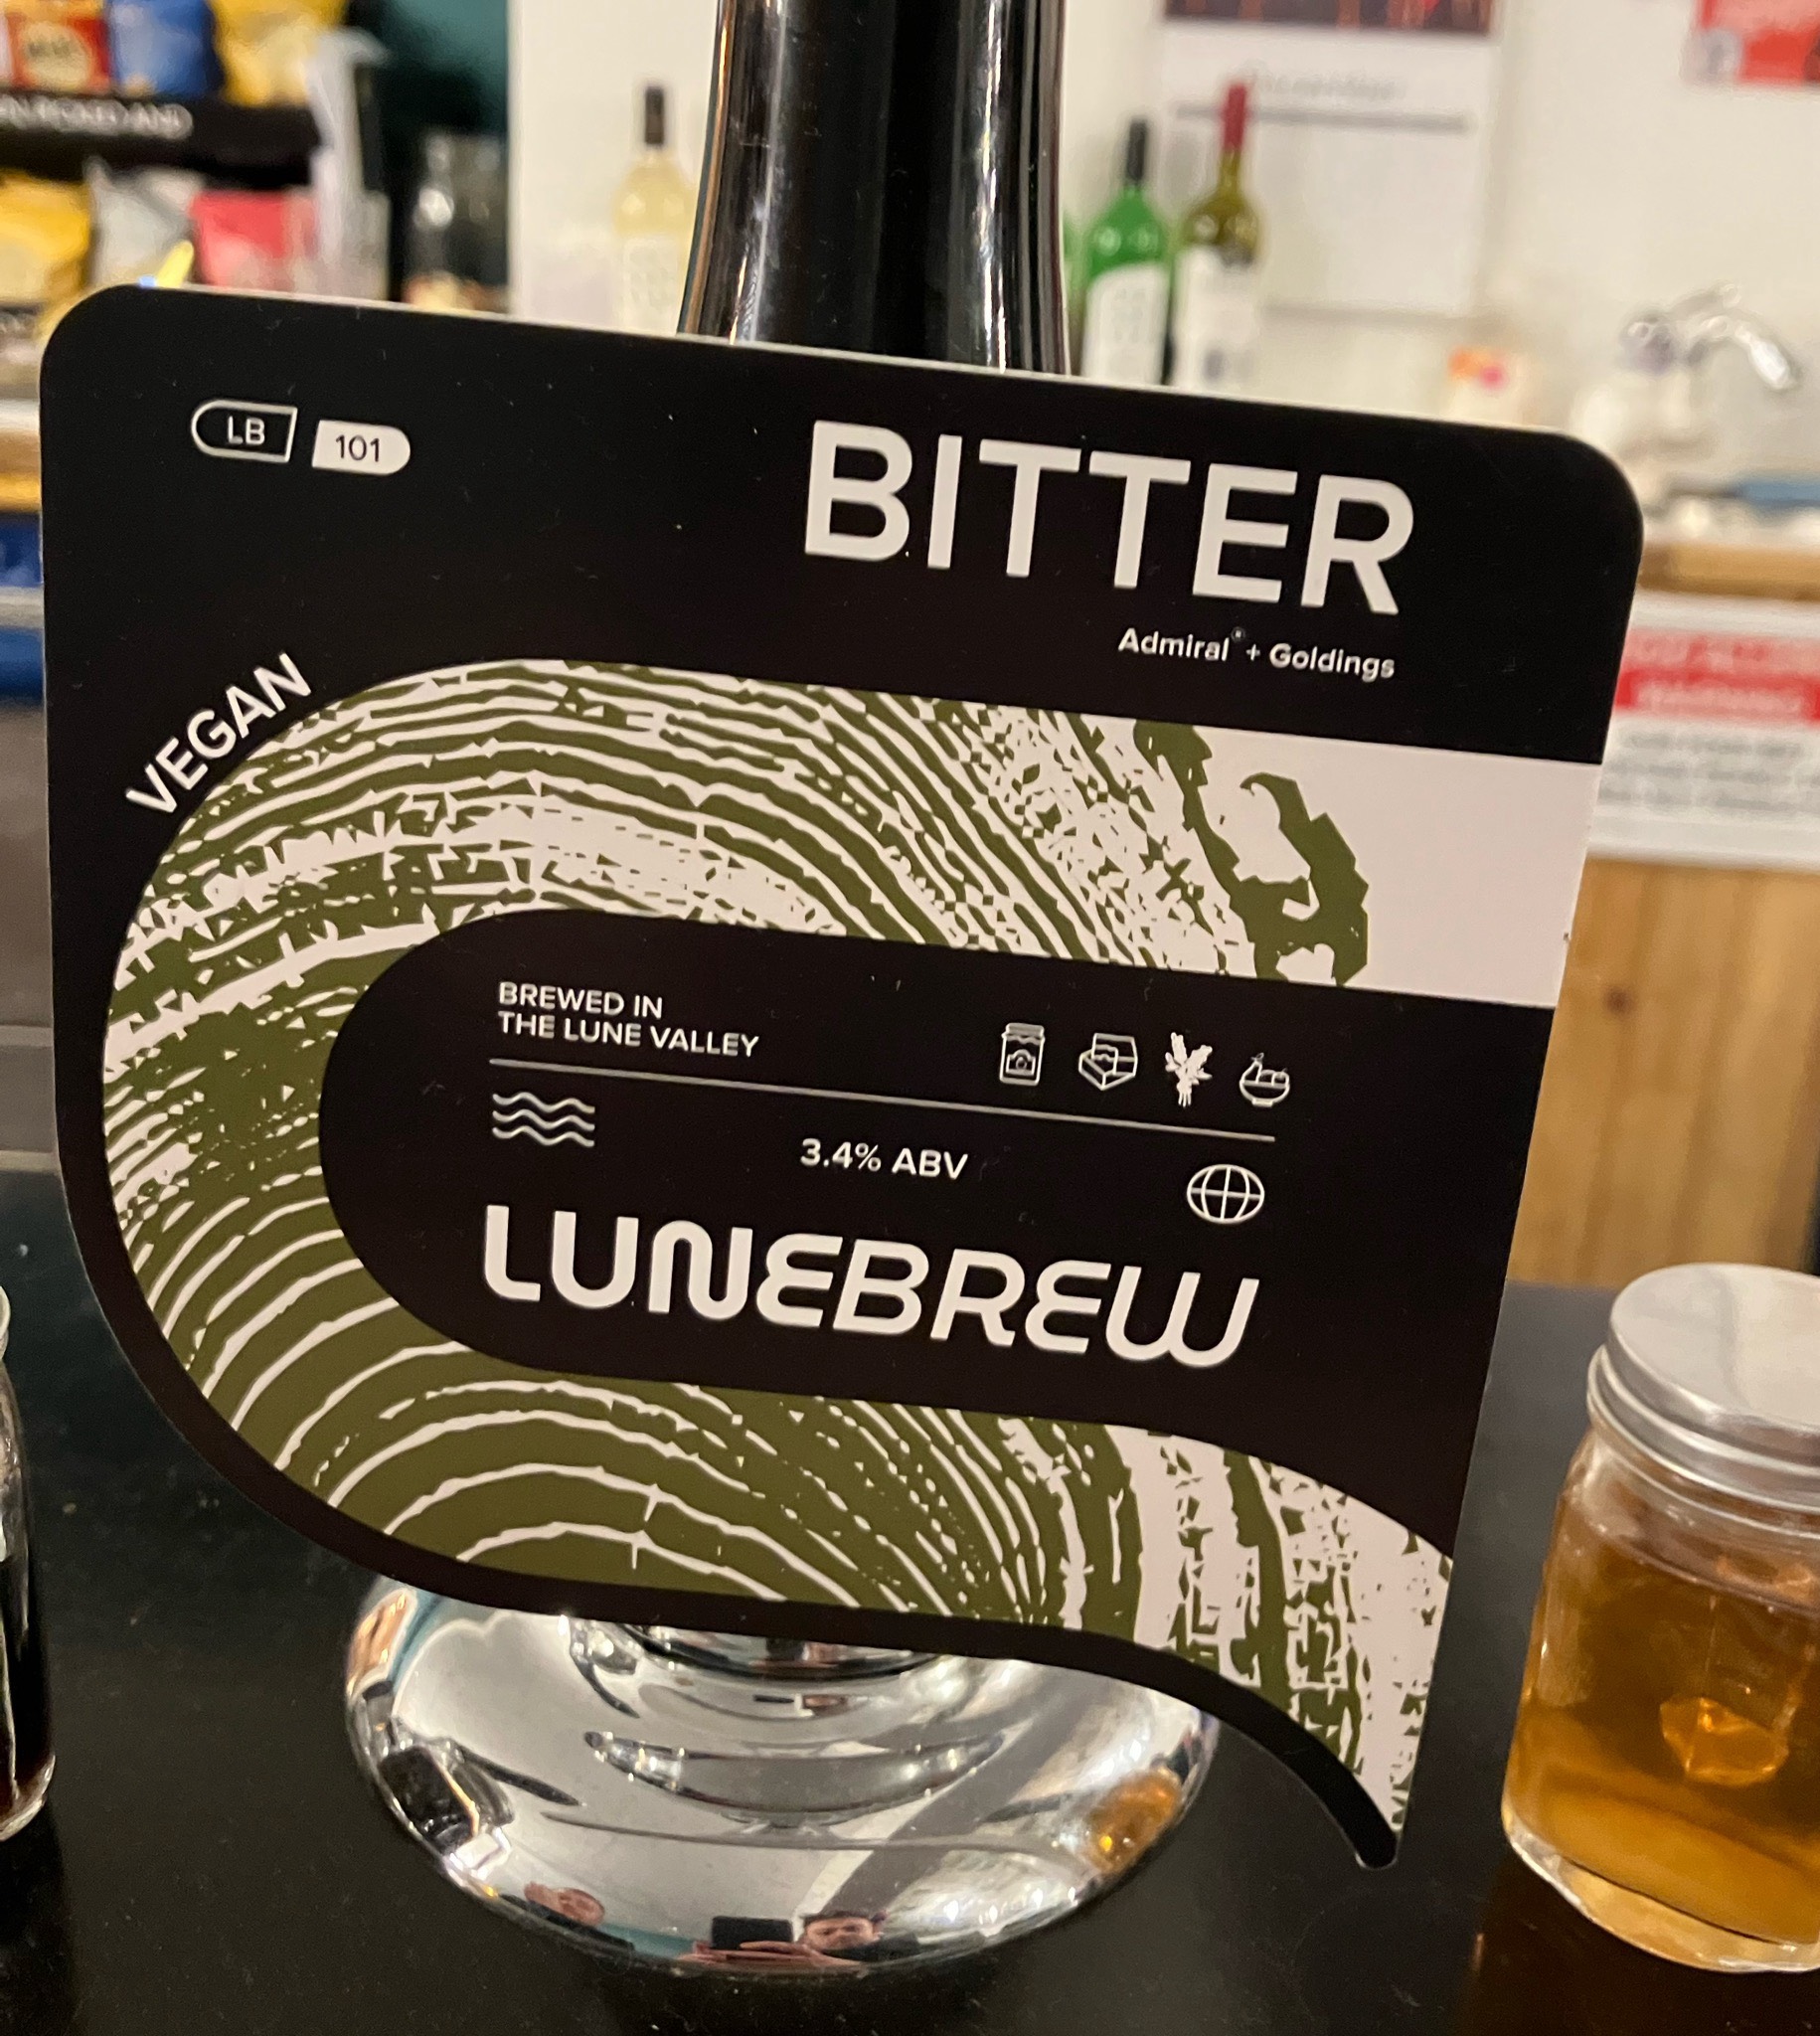 LB 101
BITTER
Admiral® + Goldings
VEGAN
BREWED IN
THE LUNE VALLEY
3.4% ABV
LUNEBREW